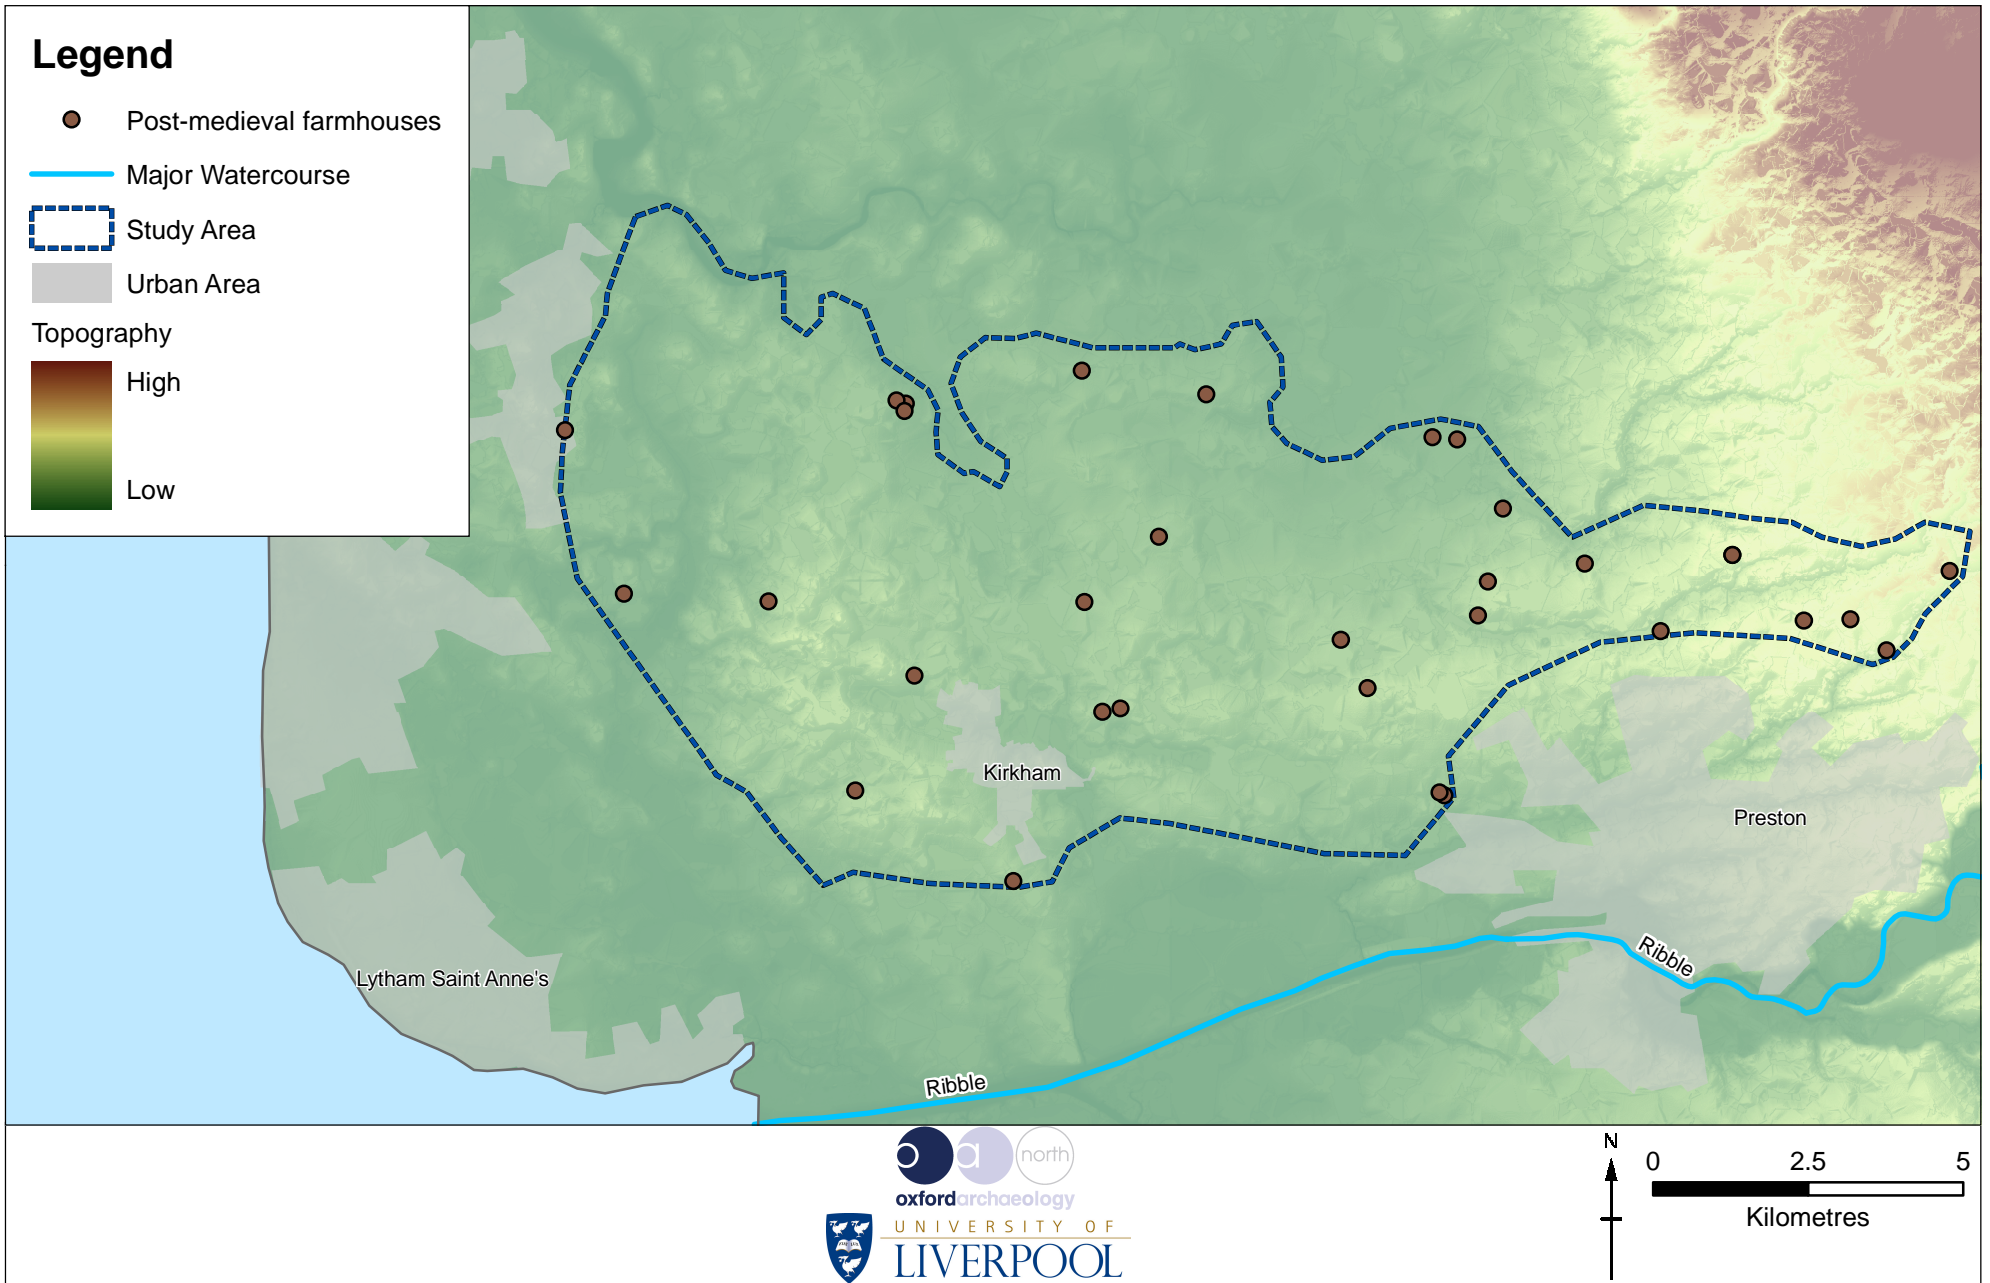 Legend
Post-medieval farmhouses
Major Watercourse
Study Area
Urban Area
Topography
High
Low
Kirkham
Preston
Lytham Saint Anne's
Ribble
Ribble
oa north
oxfordarchaeology
UNIVERSITY OF
LIVERPOOL
N
0 2.5 5
Kilometres